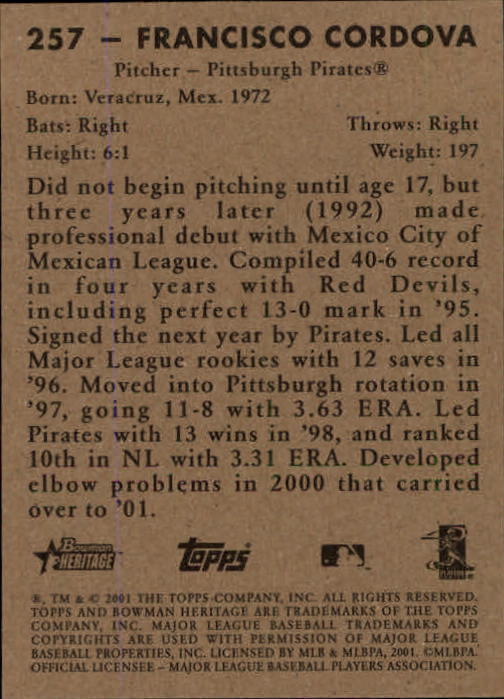 257 – FRANCISCO CORDOVA
Pitcher – Pittsburgh Pirates®
Born: Veracruz, Mex. 1972
Bats: Right Throws: Right
Height: 6:1 Weight: 197
Did not begin pitching until age 17, but
three years later (1992) made
professional debut with Mexico City of
Mexican League. Compiled 40-6 record
in four years with Red Devils,
including perfect 13-0 mark in '95.
Signed the next year by Pirates. Led all
Major League rookies with 12 saves in
'96. Moved into Pittsburgh rotation in
'97, going 11-8 with 3.63 ERA. Led
Pirates with 13 wins in '98, and ranked
10th in NL with 3.31 ERA. Developed
elbow problems in 2000 that carried
over to '01.
Bowman
HERITAGE
topps
®, TM & © 2001 THE TOPPS COMPANY, INC. ALL RIGHTS RESERVED.
TOPPS AND BOWMAN HERITAGE ARE TRADEMARKS OF THE TOPPS
COMPANY, INC. MAJOR LEAGUE BASEBALL TRADEMARKS AND
COPYRIGHTS ARE USED WITH PERMISSION OF MAJOR LEAGUE
BASEBALL PROPERTIES, INC. LICENSED BY MLB & MLBPA, 2001. ©MLBPA.
OFFICIAL LICENSEE – MAJOR LEAGUE BASEBALL PLAYERS ASSOCIATION.